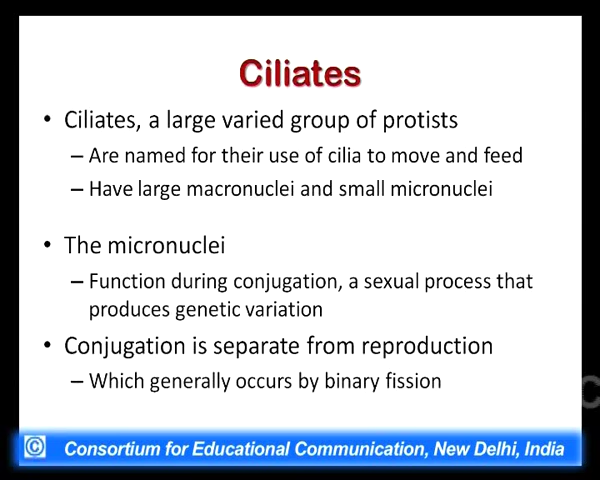 Ciliates
• Ciliates, a large varied group of protists
– Are named for their use of cilia to move and feed
– Have large macronuclei and small micronuclei
• The micronuclei
– Function during conjugation, a sexual process that
produces genetic variation
• Conjugation is separate from reproduction
– Which generally occurs by binary fission
© Consortium for Educational Communication, New Delhi, India